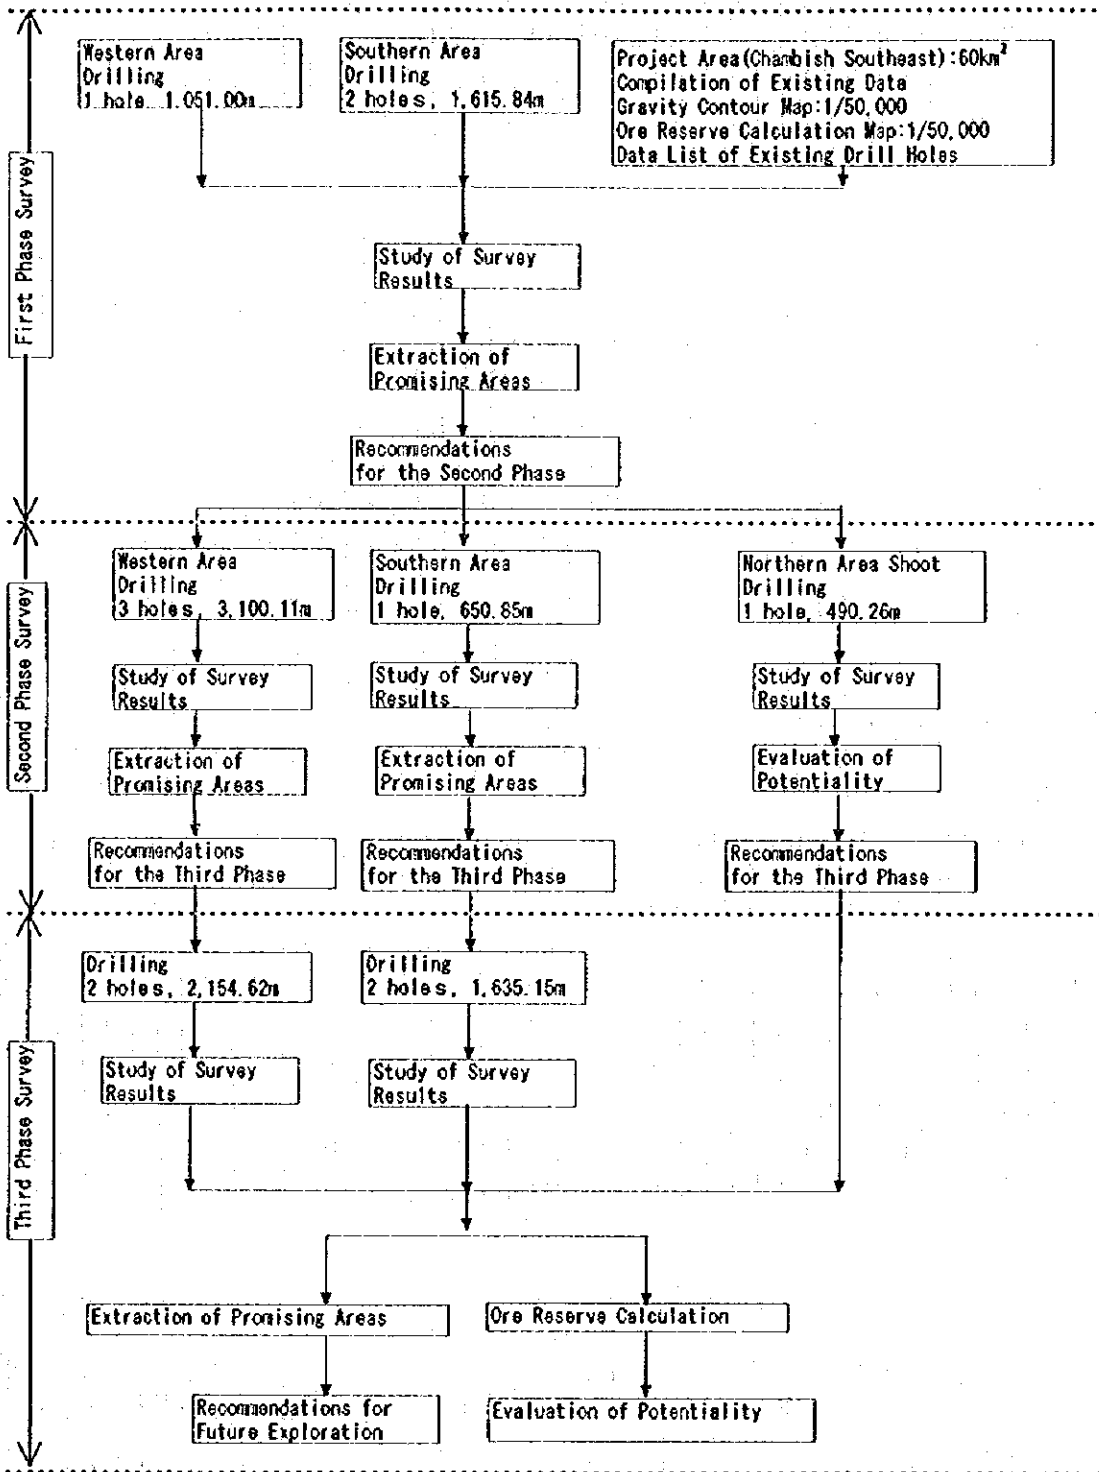 First Phase Survey
Western Area
Drilling
1 hole, 1,051.00m
Southern Area
Drilling
2 holes, 1,615.84m
Project Area(Chambish Southeast):60km²
Compilation of Existing Data
Gravity Contour Map:1/50,000
Ore Reserve Calculation Map:1/50,000
Data List of Existing Drill Holes
Study of Survey
Results
Extraction of
Promising Areas
Recommendations
for the Second Phase
Second Phase Survey
Western Area
Drilling
3 holes, 3,100.11m
Southern Area
Drilling
1 hole, 650.85m
Northern Area Shoot
Drilling
1 hole, 490.26m
Study of Survey
Results
Study of Survey
Results
Study of Survey
Results
Extraction of
Promising Areas
Extraction of
Promising Areas
Evaluation of
Potentiality
Recommendations
for the Third Phase
Recommendations
for the Third Phase
Recommendations
for the Third Phase
Third Phase Survey
Drilling
2 holes, 2,154.62m
Drilling
2 holes, 1,635.15m
Study of Survey
Results
Study of Survey
Results
Extraction of Promising Areas
Ore Reserve Calculation
Recommendations for
Future Exploration
Evaluation of Potentiality